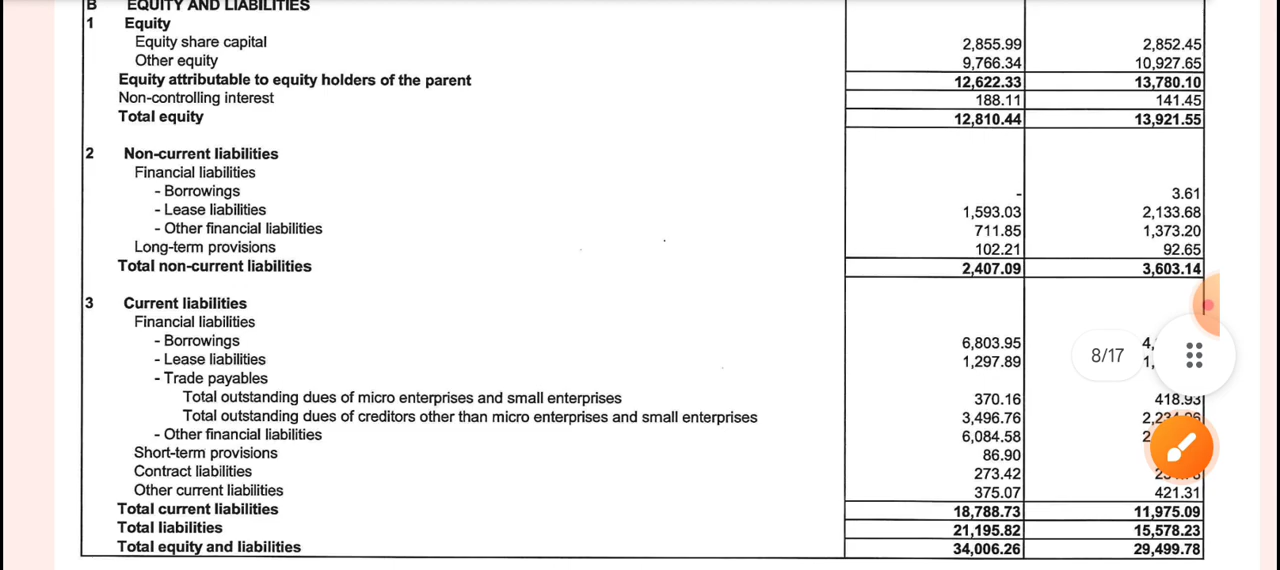 B EQUITY AND LIABILITIES
1 Equity
Equity share capital 2,855.99 2,852.45
Other equity 9,766.34 10,927.65
Equity attributable to equity holders of the parent 12,622.33 13,780.10
Non-controlling interest 188.11 141.45
Total equity 12,810.44 13,921.55
2 Non-current liabilities
Financial liabilities
- Borrowings - 3.61
- Lease liabilities 1,593.03 2,133.68
- Other financial liabilities 711.85 1,373.20
Long-term provisions 102.21 92.65
Total non-current liabilities 2,407.09 3,603.14
3 Current liabilities
Financial liabilities
- Borrowings 6,803.95
- Lease liabilities 1,297.89
8/17
- Trade payables
Total outstanding dues of micro enterprises and small enterprises 370.16 418.93
Total outstanding dues of creditors other than micro enterprises and small enterprises 3,496.76
- Other financial liabilities 6,084.58
Short-term provisions 86.90
Contract liabilities 273.42
Other current liabilities 375.07 421.31
Total current liabilities 18,788.73 11,975.09
Total liabilities 21,195.82 15,578.23
Total equity and liabilities 34,006.26 29,499.78